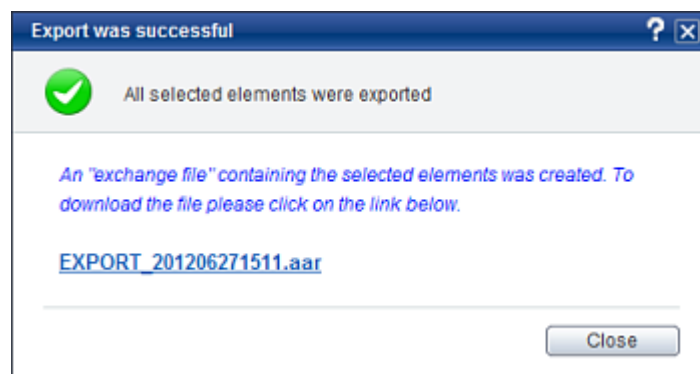 Export was successful ?
All selected elements were exported
An "exchange file" containing the selected elements was created. To
download the file please click on the link below.
EXPORT_201206271511.aar
Close